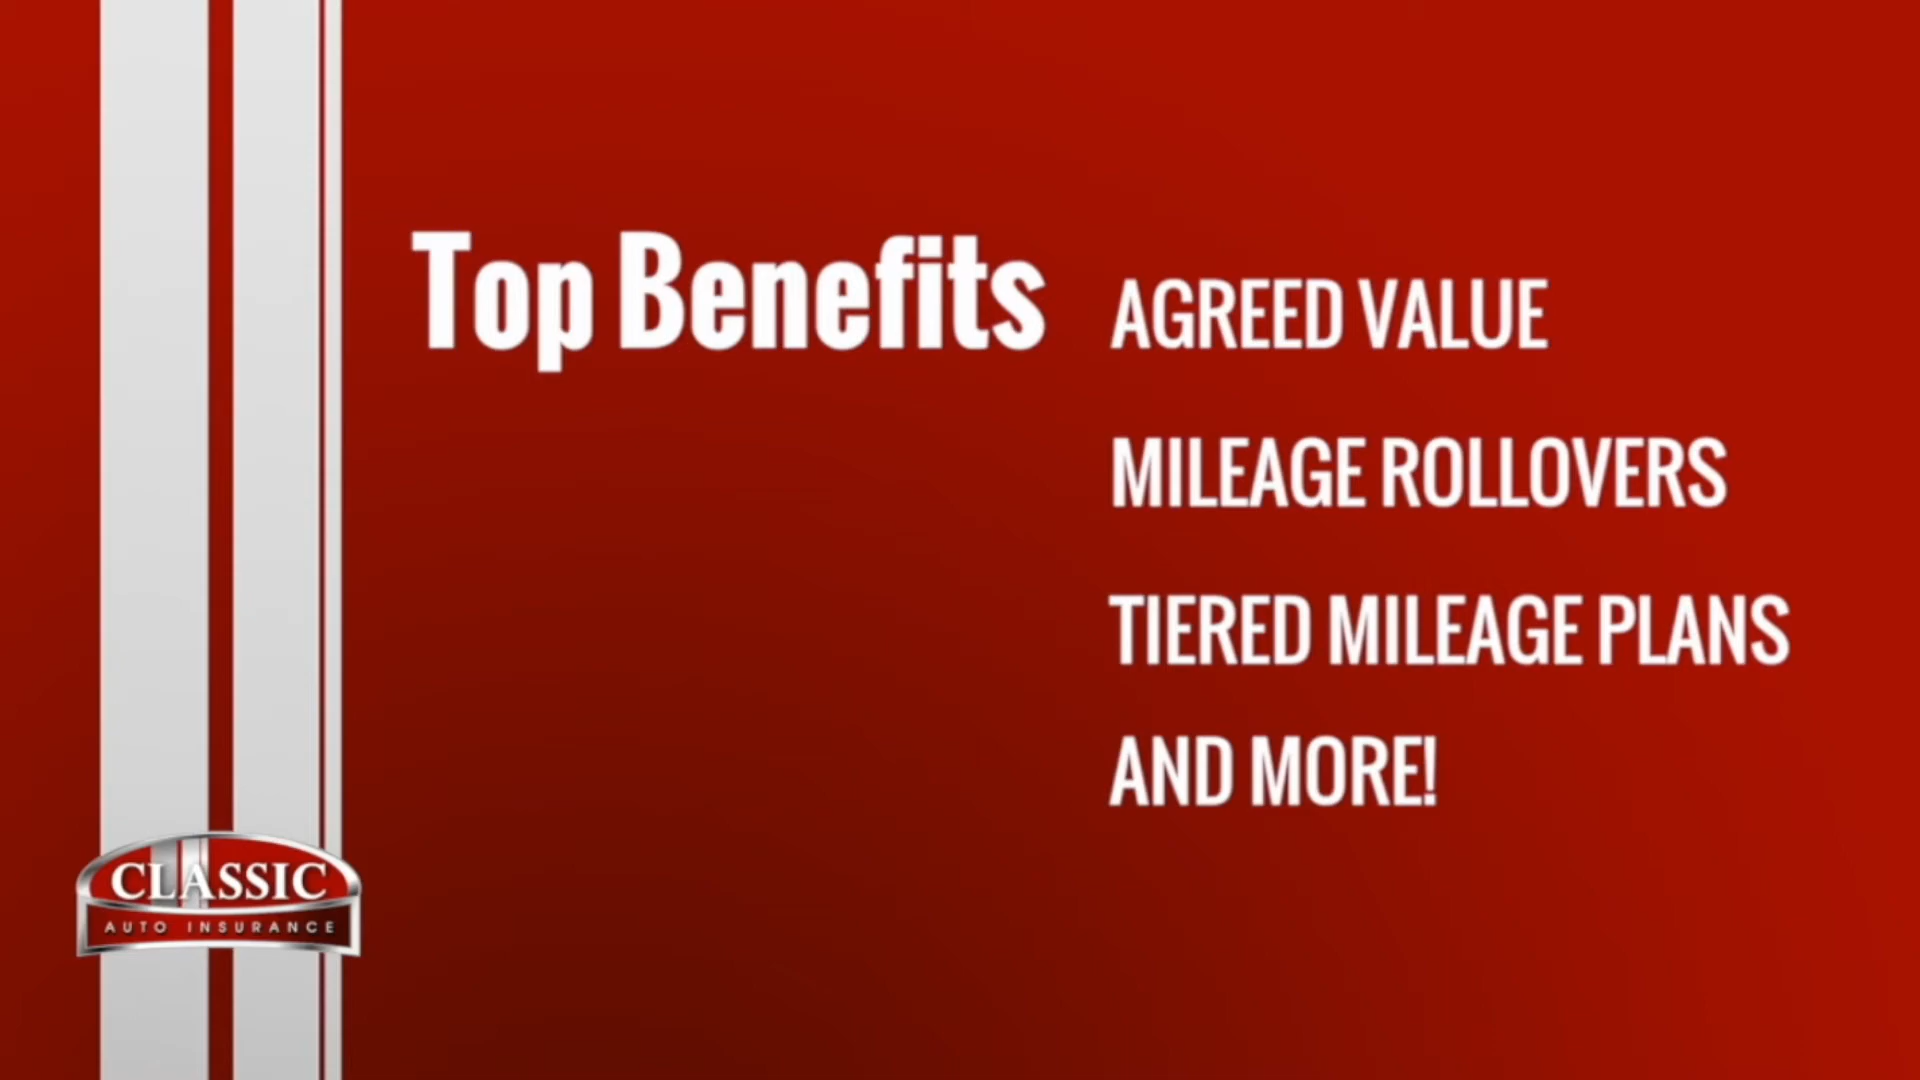 Top Benefits
AGREED VALUE
MILEAGE ROLLOVERS
TIERED MILEAGE PLANS
AND MORE!
CLASSIC
AUTO INSURANCE